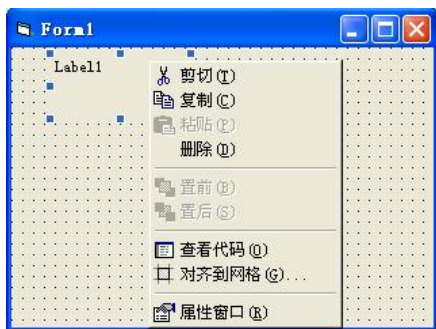 Form1
Label1
剪切(T)
复制(C)
粘贴(P)
删除(D)
置前(B)
置后(S)
查看代码(O)
对齐到网格(G)...
属性窗口(R)